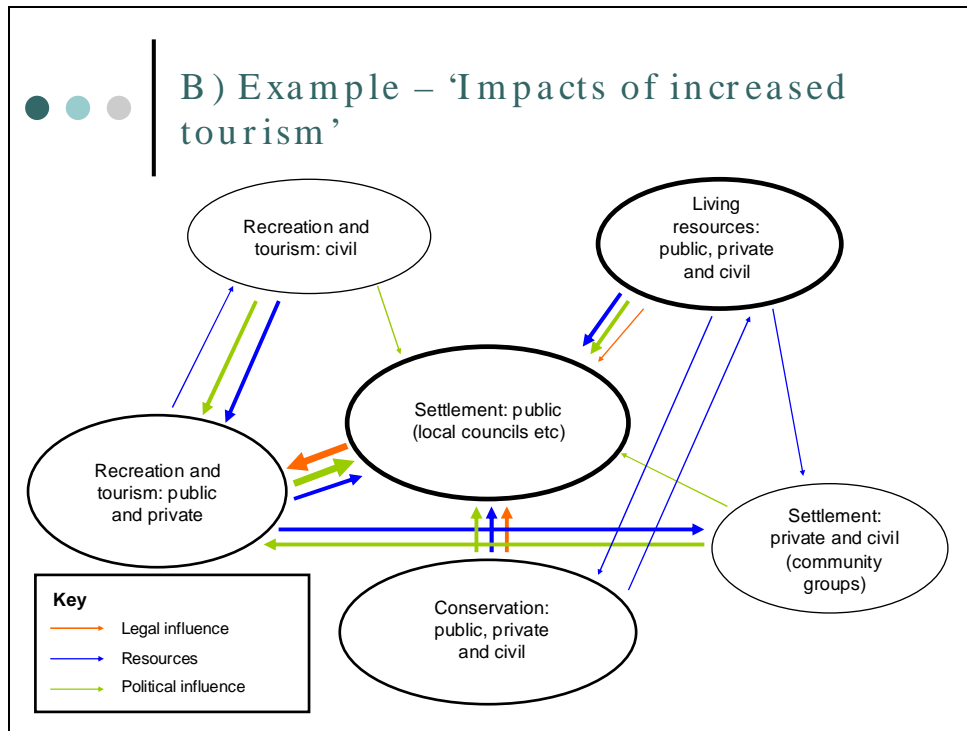 B) Example – ‘Impacts of increased
tourism’
Recreation and
tourism: civil
Living
resources:
public, private
and civil
Settlement: public
(local councils etc)
Recreation and
tourism: public
and private
Settlement:
private and civil
(community
groups)
Conservation:
public, private
and civil
Key
Legal influence
Resources
Political influence